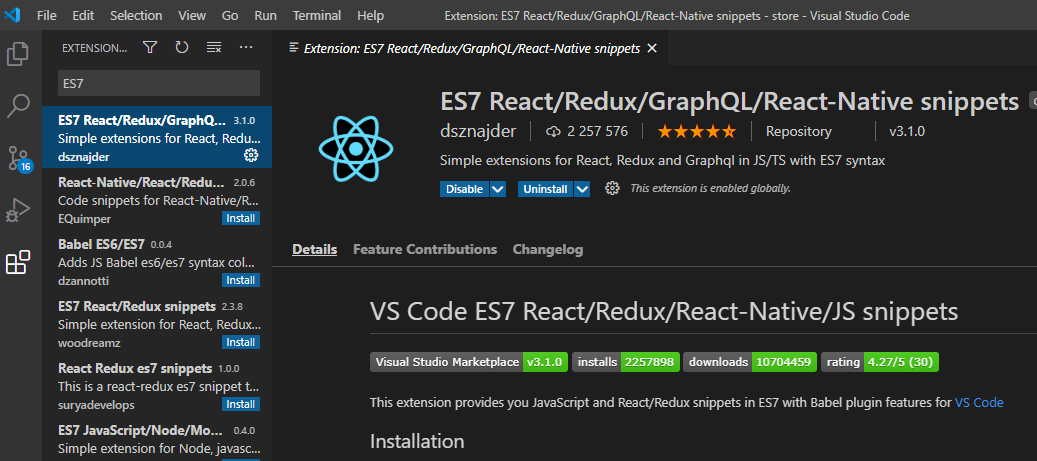 File Edit Selection View Go Run Terminal Help Extension: ES7 React/Redux/GraphQL/React-Native snippets - store - Visual Studio Code
EXTENSION...
ES7
ES7 React/Redux/GraphQ... 3.1.0
Simple extensions for React, Redu...
dsznajder
React-Native/React/Redu... 2.0.6
Code snippets for React-Native/R...
EQuimper Install
Babel ES6/ES7 0.0.4
Adds JS Babel es6/es7 syntax col...
dzannotti Install
ES7 React/Redux snippets 2.3.8
Simple extension for React, Redux...
woodreamz Install
React Redux es7 snippets 1.0.0
This is a react-redux es7 snippet t...
suryadevelops Install
ES7 JavaScript/Node/Mo... 0.4.0
Simple extension for Node, javasc...
16
Extension: ES7 React/Redux/GraphQL/React-Native snippets
ES7 React/Redux/GraphQL/React-Native snippets
dsznajder 2 257 576 Repository v3.1.0
Simple extensions for React, Redux and Graphql in JS/TS with ES7 syntax
Disable Uninstall This extension is enabled globally.
Details Feature Contributions Changelog
VS Code ES7 React/Redux/React-Native/JS snippets
Visual Studio Marketplace v3.1.0 installs 2257898 downloads 10704459 rating 4.27/5 (30)
This extension provides you JavaScript and React/Redux snippets in ES7 with Babel plugin features for VS Code
Installation